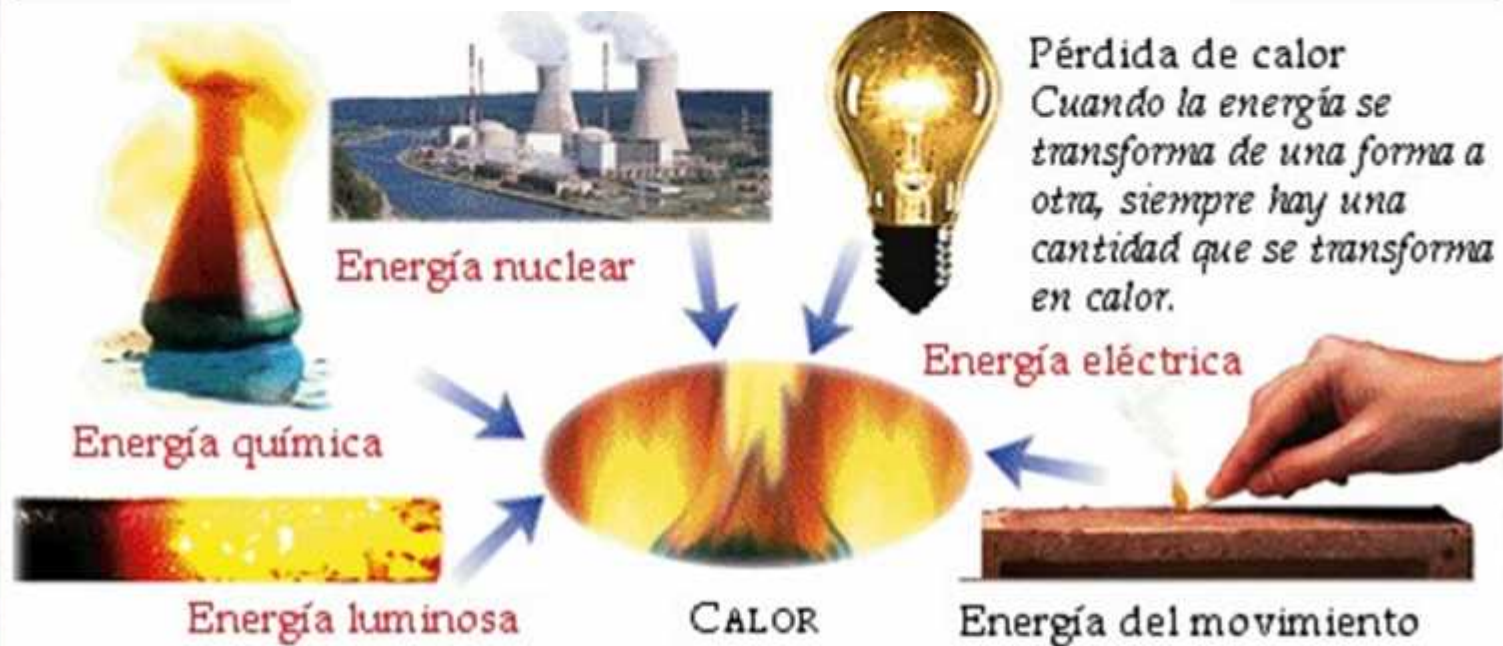 Pérdida de calor
Cuando la energía se
transforma de una forma a
otra, siempre hay una
cantidad que se transforma
en calor.
Energía nuclear
Energía eléctrica
Energía química
Energía luminosa
CALOR
Energía del movimiento